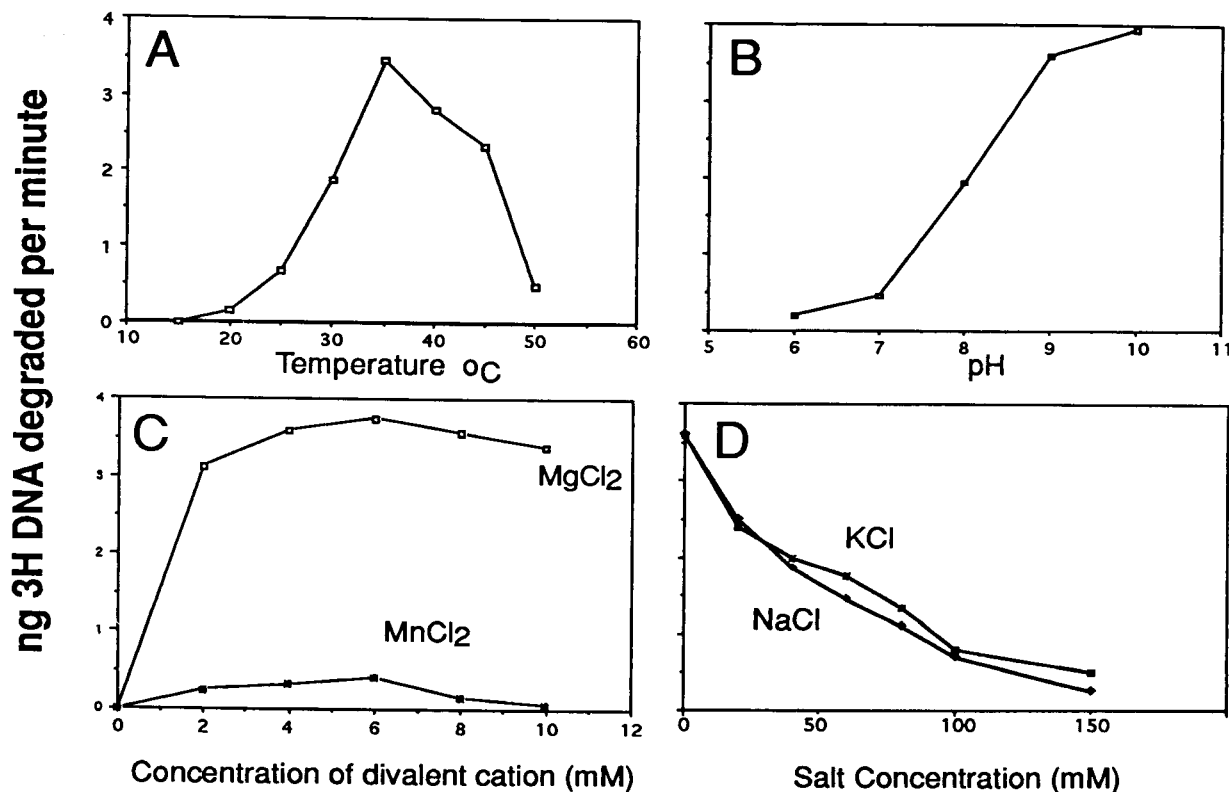 ng 3H DNA degraded per minute
A
4
3
2
1
0
10 20 30 40 50 60
Temperature oC
B
5 6 7 8 9 10 11
pH
C
4
3
2
1
0
MgCl2
MnCl2
0 2 4 6 8 10 12
Concentration of divalent cation (mM)
D
KCl
NaCl
0 50 100 150
Salt Concentration (mM)